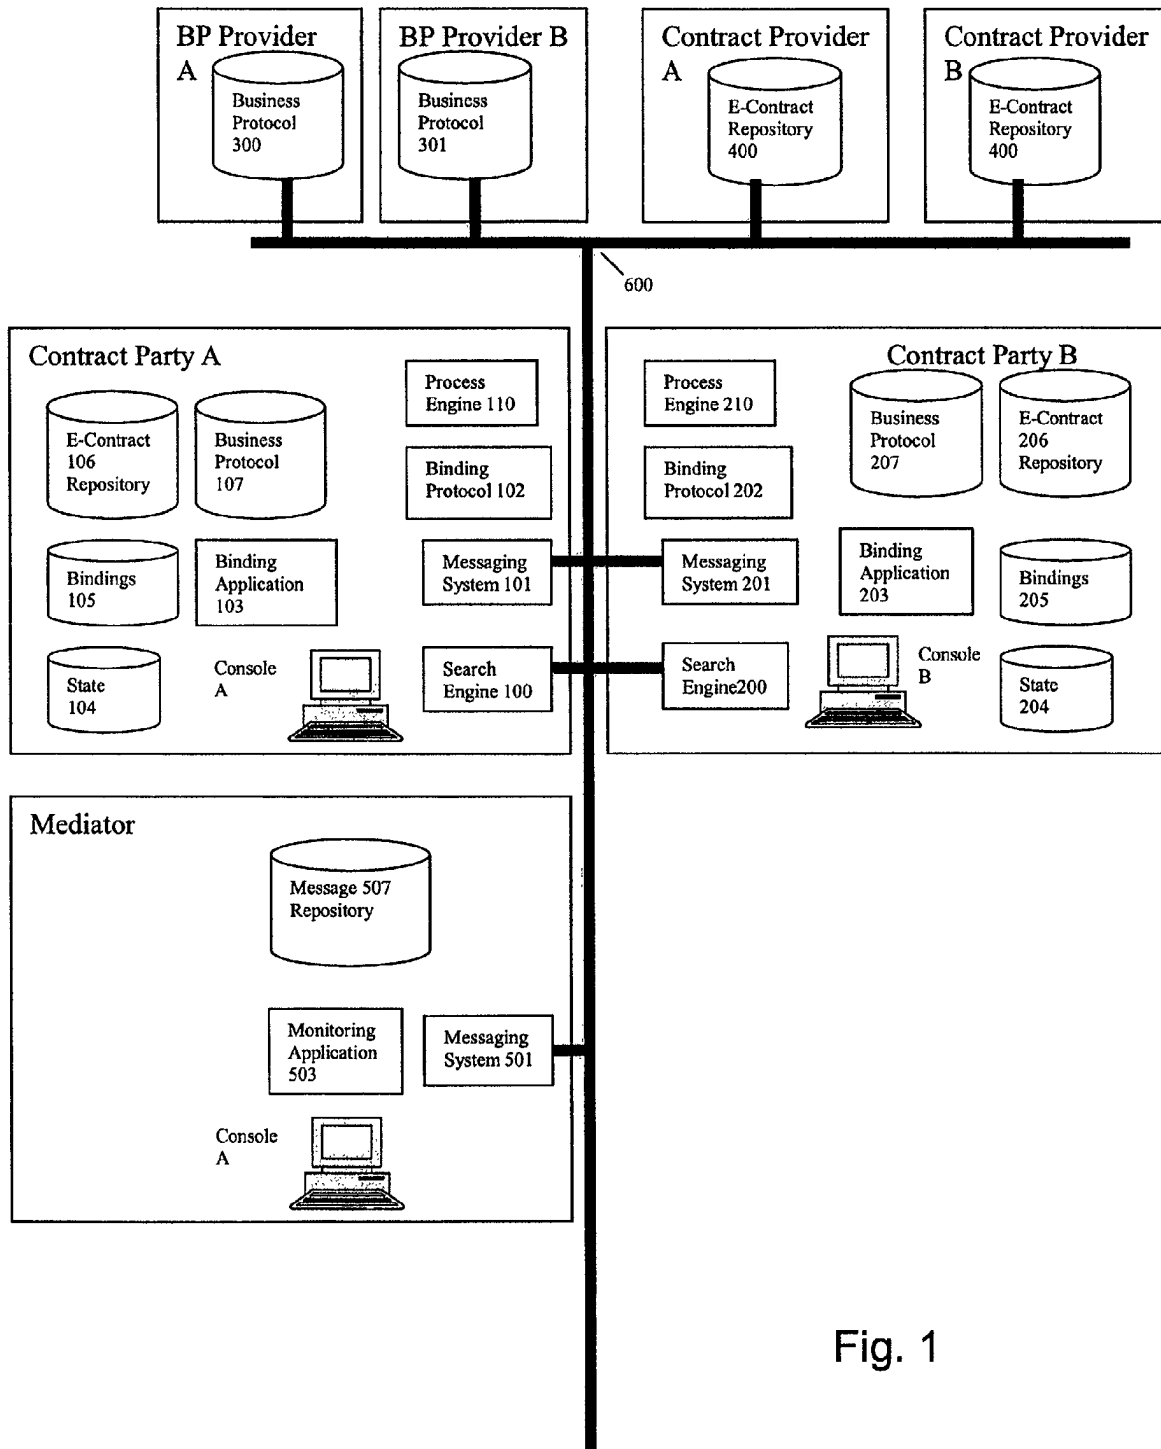 BP Provider
A
Business
Protocol
300
BP Provider B
Business
Protocol
301
Contract Provider
A
E-Contract
Repository
400
Contract Provider
B
E-Contract
Repository
400
600
Contract Party A
E-Contract
106
Repository
Business
Protocol
107
Process
Engine 110
Binding
Protocol 102
Bindings
105
Binding
Application
103
Messaging
System 101
State
104
Console
A
Search
Engine 100
Contract Party B
Process
Engine 210
Business
Protocol
207
E-Contract
206
Repository
Binding
Protocol 202
Messaging
System 201
Binding
Application
203
Bindings
205
Search
Engine200
Console
B
State
204
Mediator
Message 507
Repository
Monitoring
Application
503
Messaging
System 501
Console
A
Fig. 1